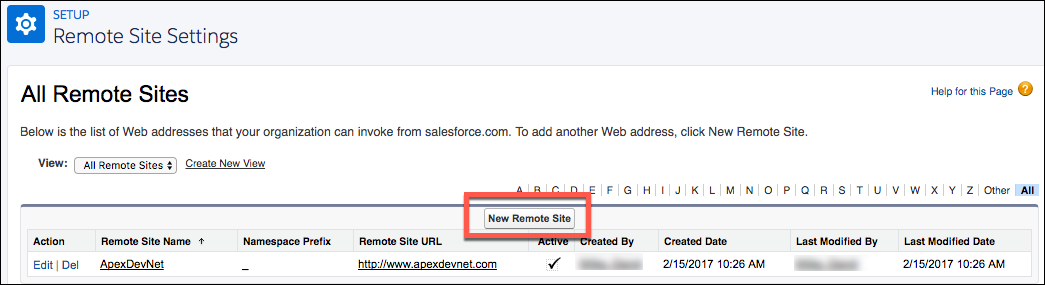 SETUP
Remote Site Settings
All Remote Sites
Help for this Page ?
Below is the list of Web addresses that your organization can invoke from salesforce.com. To add another Web address, click New Remote Site.
View: All Remote Sites Create New View
A | B | C | D | E | F | G | H | I | J | K | L | M | N | O | P | Q | R | S | T | U | V | W | X | Y | Z | Other All
New Remote Site
Action Remote Site Name ↑ Namespace Prefix Remote Site URL Active Created By Created Date Last Modified By Last Modified Date
Edit | Del ApexDevNet _ http://www.apexdevnet.com ✓ 2/15/2017 10:26 AM 2/15/2017 10:26 AM